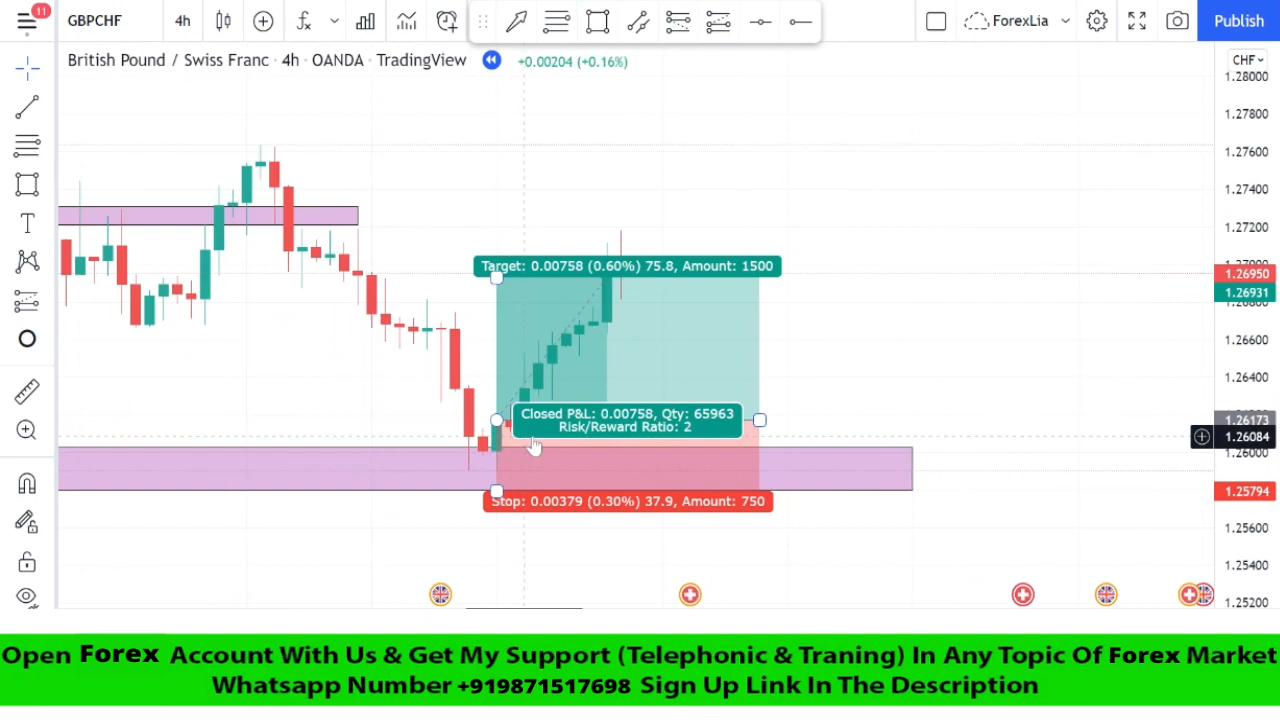 11
GBPCHF 4h ForexLia Publish
British Pound / Swiss Franc · 4h · OANDA · TradingView +0.00204 (+0.16%)
CHF
1.28000
1.27800
1.27600
1.27400
1.27200
1.27000
Target: 0.00758 (0.60%) 75.8, Amount: 1500
1.26950
1.26931
1.26800
1.26600
1.26400
Closed P&L: 0.00758, Qty: 65963
Risk/Reward Ratio: 2
1.26173
1.26084
1.26000
1.25794
Stop: 0.00379 (0.30%) 37.9, Amount: 750
1.25600
1.25400
1.25200
Open Forex Account With Us & Get My Support (Telephonic & Traning) In Any Topic Of Forex Market
Whatsapp Number +919871517698 Sign Up Link In The Description